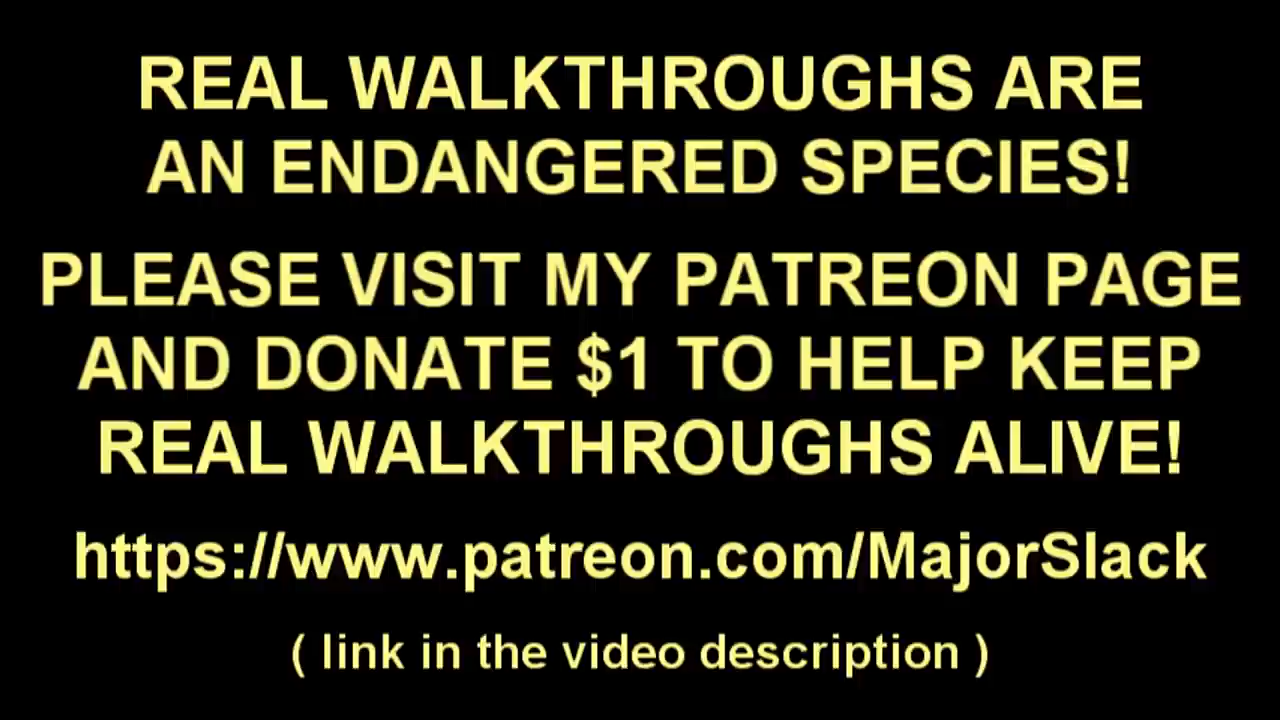 REAL WALKTHROUGHS ARE
AN ENDANGERED SPECIES!
PLEASE VISIT MY PATREON PAGE
AND DONATE $1 TO HELP KEEP
REAL WALKTHROUGHS ALIVE!
https://www.patreon.com/MajorSlack
( link in the video description )